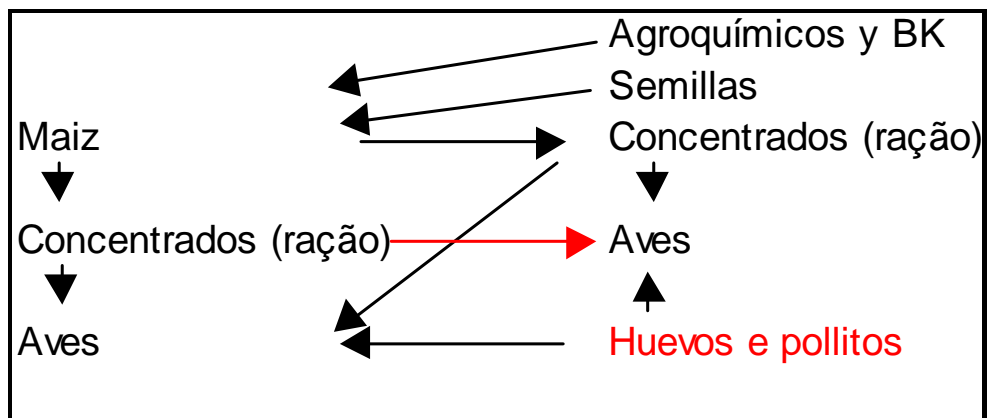 Agroquímicos y BK
Semillas
Maiz
Concentrados (ração)
Concentrados (ração)
Aves
Aves
Huevos e pollitos